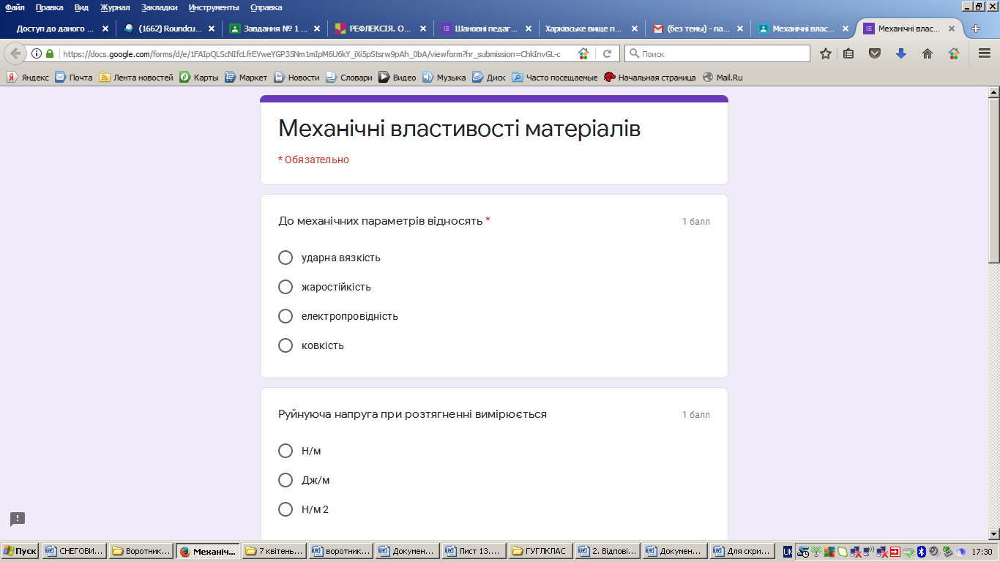 Файл Правка Вид Журнал Закладки Инструменты Справка
Доступ до даного ... (1662) Roundcu... Завдання № 1 ... РЕФЛЕКСІЯ. О... Шановні педаг... Харківське вище п... (без темы) - па... Механічні влас... Механічні влас...
https://docs.google.com/forms/d/e/ Поиск
Яндекс Почта Лента новостей Карты Маркет Новости Словари Видео Музыка Диск Часто посещаемые Начальная страница Mail.Ru
Механічні властивості матеріалів
* Обязательно
До механічних параметрів відносять * 1 балл
ударна вязкість
жаростійкість
електропровідність
ковкість
Руйнуюча напруга при розтягненні вимірюється 1 балл
Н/м
Дж/м
Н/м 2
Пуск СНЕГОВИ... Воротник... Механіч... 7 квітень... воротник... Докумен... Лист 13.... ГУГЛКЛАС 2. Відпові... Докумен... Для скри... UK 17:30